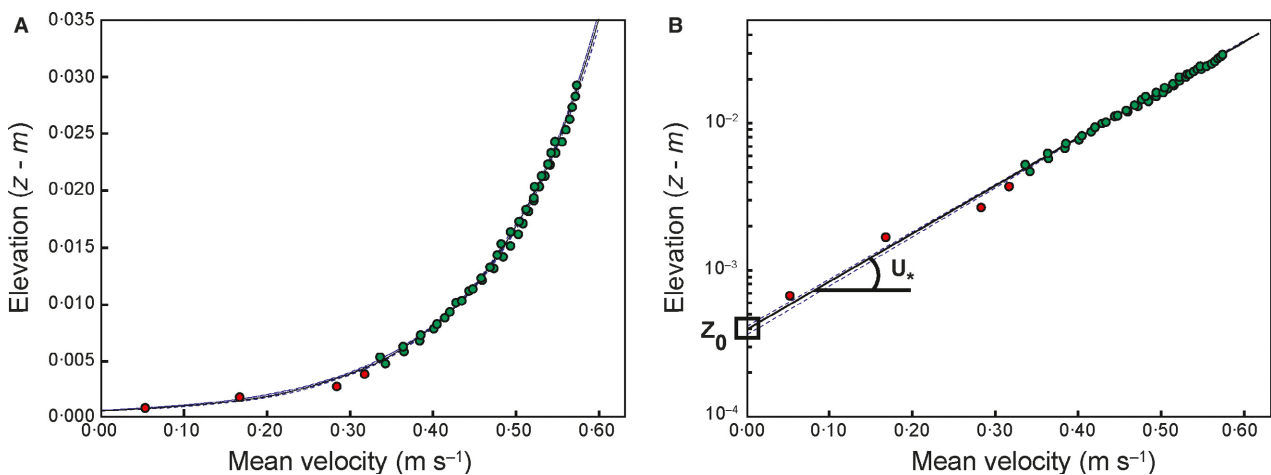 A
0·035
0·030
0·025
0·020
0·015
0·010
0·005
0·000
Elevation (z - m)
0·00 0·10 0·20 0·30 0·40 0·50 0·60
Mean velocity (m s⁻¹)
B
10⁻²
10⁻³
10⁻⁴
Elevation (z - m)
U*
Z₀
0·00 0·10 0·20 0·30 0·40 0·50 0·60
Mean velocity (m s⁻¹)